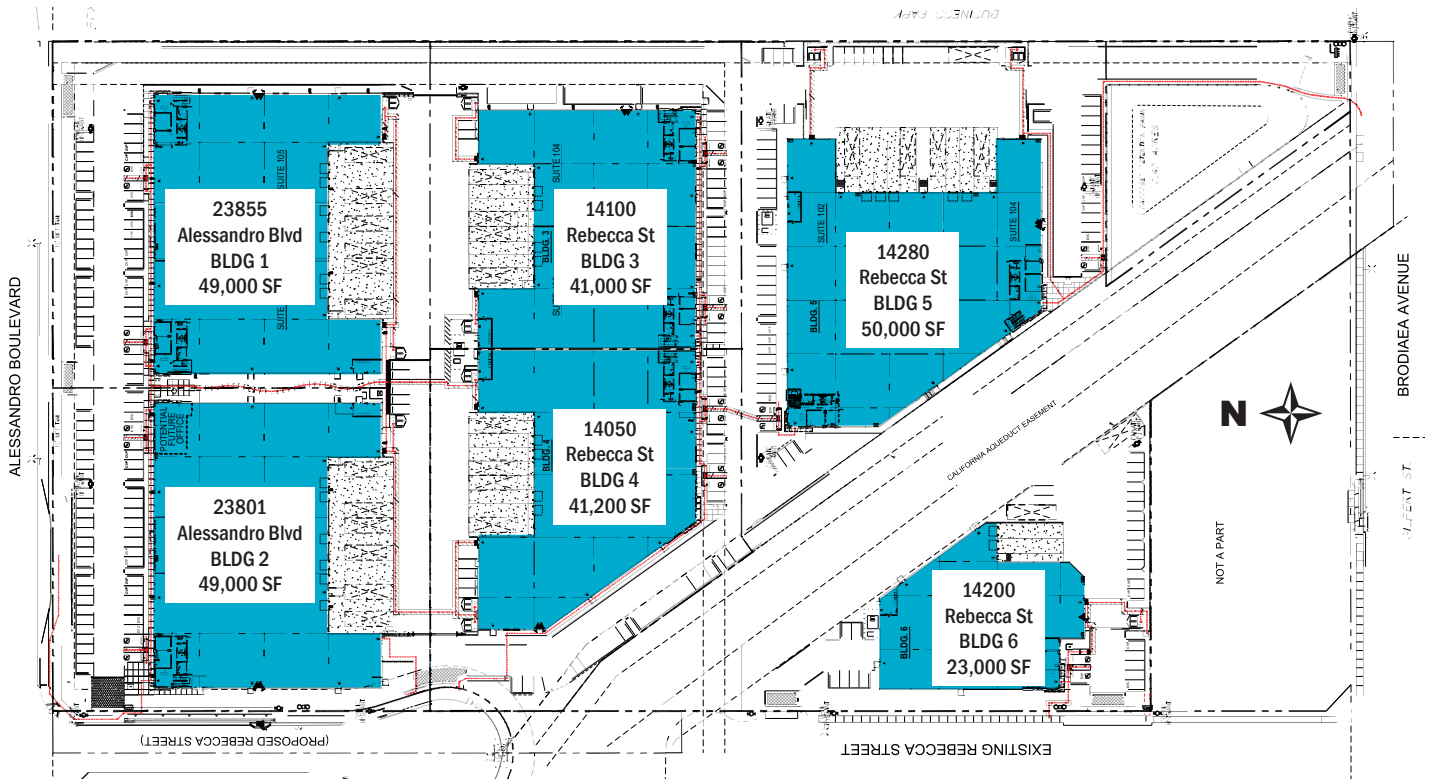 BUSINESS PARK
ALESSANDRO BOULEVARD
23855
Alessandro Blvd
BLDG 1
49,000 SF
SUITE 105
SUITE
14100
Rebecca St
BLDG 3
41,000 SF
SUITE 104
BLDG. 3
14280
Rebecca St
BLDG 5
50,000 SF
SUITE 102
SUITE 104
BLDG. 5
BRODIAEA AVENUE
N
CALIFORNIA AQUEDUCT EASEMENT
POTENTIAL
FUTURE
OFFICE
23801
Alessandro Blvd
BLDG 2
49,000 SF
14050
Rebecca St
BLDG 4
41,200 SF
BLDG. 4
14200
Rebecca St
BLDG 6
23,000 SF
BLDG. 6
NOT A PART
(PROPOSED REBECCA STREET)
EXISTING REBECCA STREET